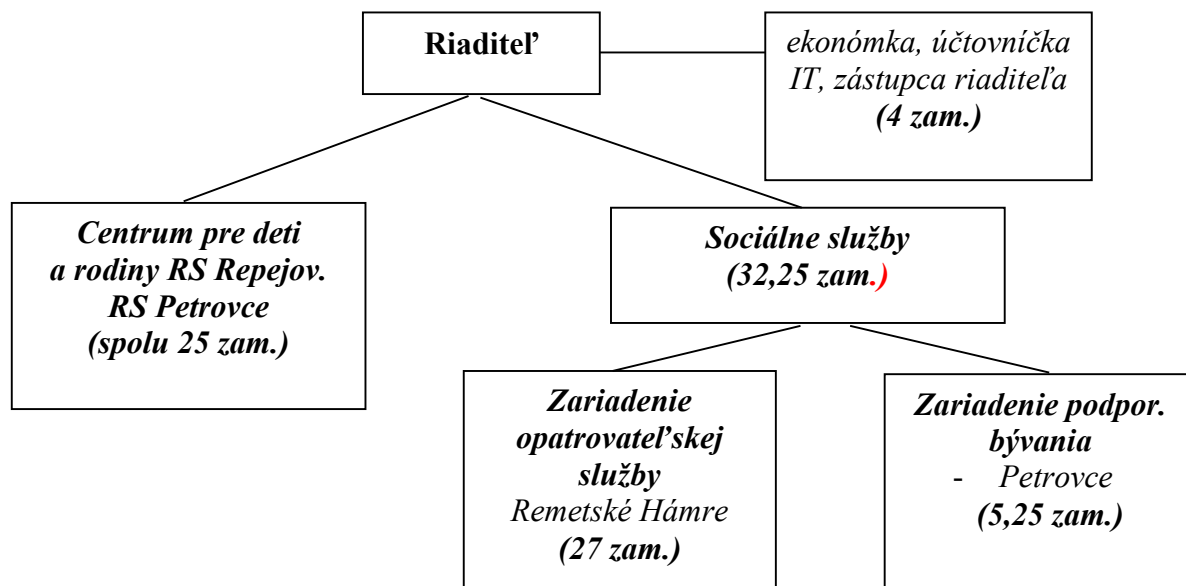 Riaditeľ
ekonómka, účtovníčka
IT, zástupca riaditeľa
(4 zam.)
Centrum pre deti
a rodiny RS Repejov.
RS Petrovce
(spolu 25 zam.)
Sociálne služby
(32,25 zam.)
Zariadenie
opatrovateľskej
služby
Remetské Hámre
(27 zam.)
Zariadenie podpor.
bývania
- Petrovce
(5,25 zam.)